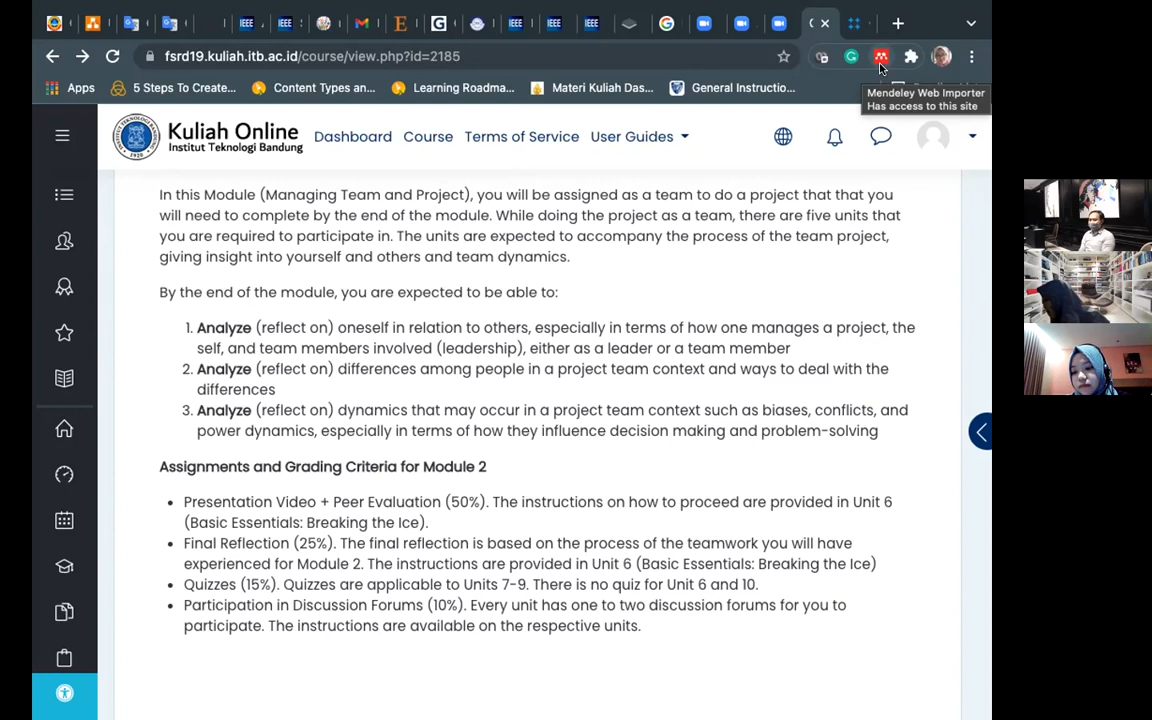 fsrd19.kuliah.itb.ac.id/course/view.php?id=2185
Apps
5 Steps To Create...
Content Types an...
Learning Roadma...
Materi Kuliah Das...
General Instructio...
Mendeley Web Importer
Has access to this site
Kuliah Online
Institut Teknologi Bandung
Dashboard
Course
Terms of Service
User Guides
In this Module (Managing Team and Project), you will be assigned as a team to do a project that that you
will need to complete by the end of the module. While doing the project as a team, there are five units that
you are required to participate in. The units are expected to accompany the process of the team project,
giving insight into yourself and others and team dynamics.
By the end of the module, you are expected to be able to:
1. Analyze (reflect on) oneself in relation to others, especially in terms of how one manages a project, the
self, and team members involved (leadership), either as a leader or a team member
2. Analyze (reflect on) differences among people in a project team context and ways to deal with the
differences
3. Analyze (reflect on) dynamics that may occur in a project team context such as biases, conflicts, and
power dynamics, especially in terms of how they influence decision making and problem-solving
Assignments and Grading Criteria for Module 2
• Presentation Video + Peer Evaluation (50%). The instructions on how to proceed are provided in Unit 6
(Basic Essentials: Breaking the Ice).
• Final Reflection (25%). The final reflection is based on the process of the teamwork you will have
experienced for Module 2. The instructions are provided in Unit 6 (Basic Essentials: Breaking the Ice)
• Quizzes (15%). Quizzes are applicable to Units 7-9. There is no quiz for Unit 6 and 10.
• Participation in Discussion Forums (10%). Every unit has one to two discussion forums for you to
participate. The instructions are available on the respective units.